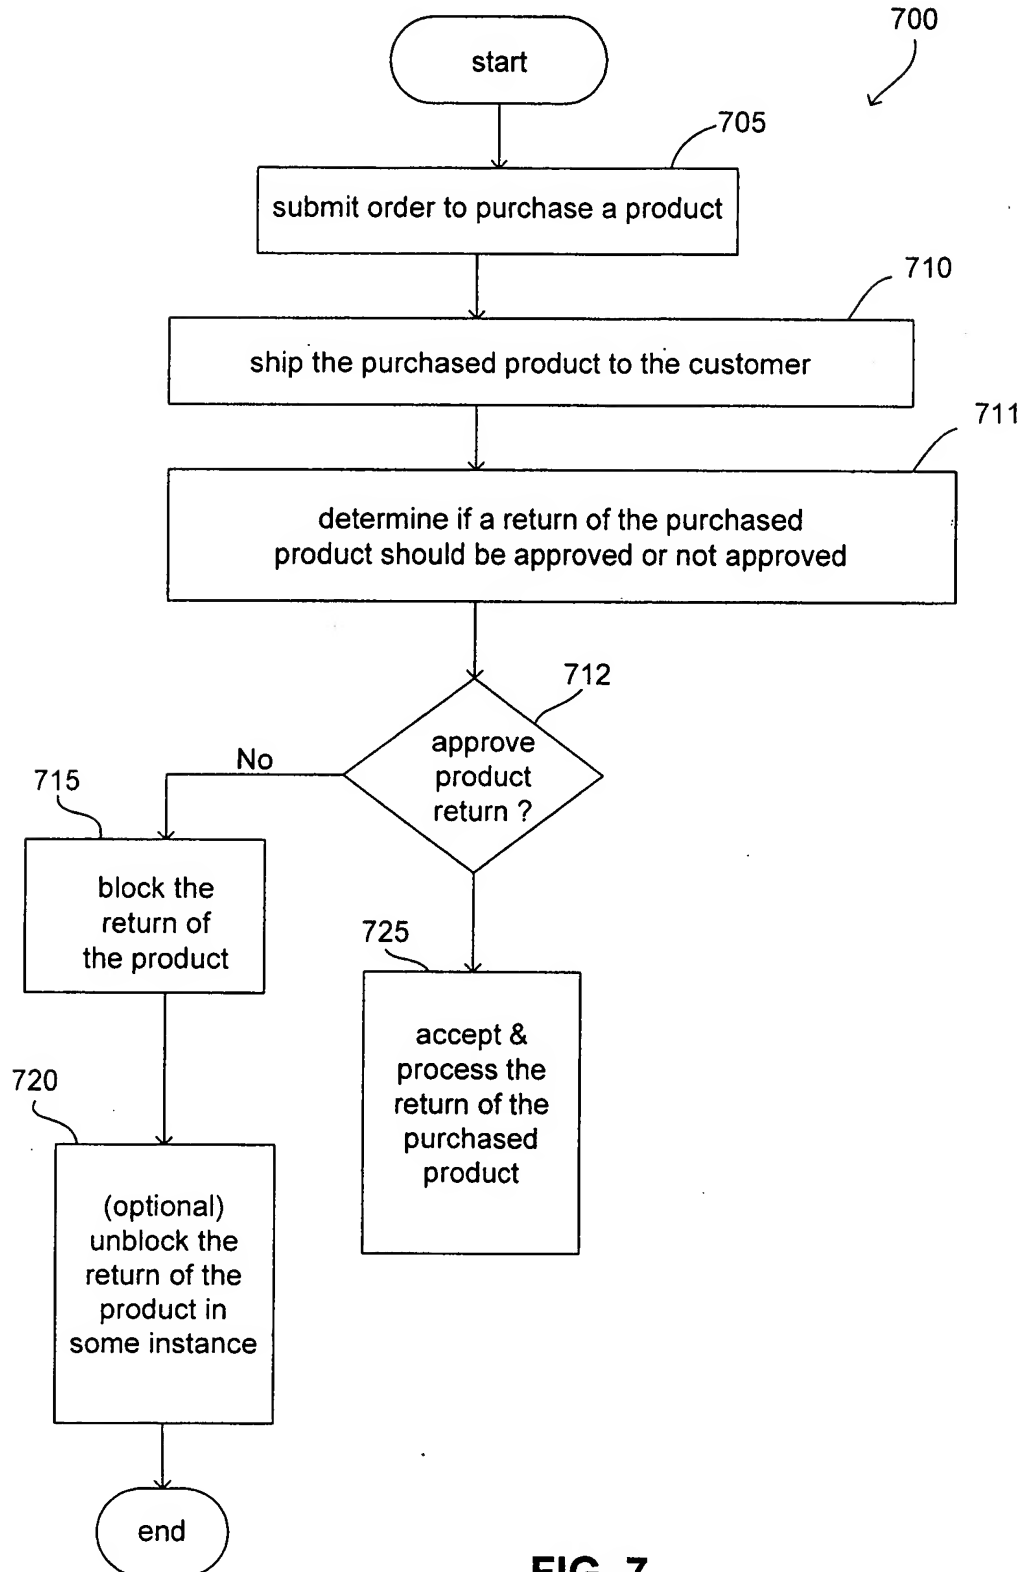 700
start
705
submit order to purchase a product
710
ship the purchased product to the customer
711
determine if a return of the purchased
product should be approved or not approved
712
approve
product
return ?
No
715
block the
return of
the product
725
accept &
process the
return of the
purchased
product
720
(optional)
unblock the
return of the
product in
some instance
end
FIG. 7